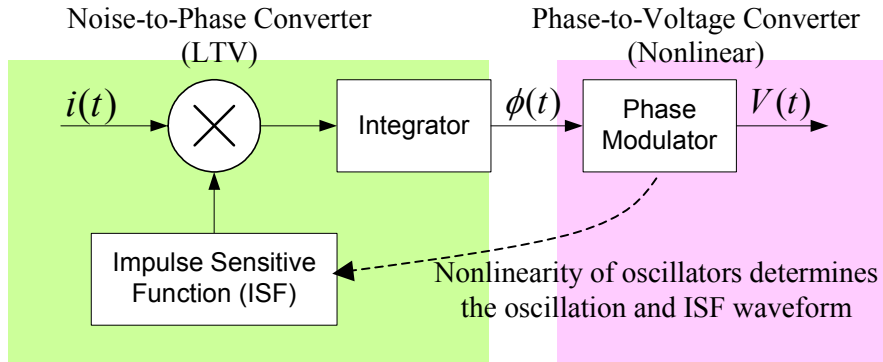 Noise-to-Phase Converter
(LTV)
Phase-to-Voltage Converter
(Nonlinear)
i(t)
Integrator
ϕ(t)
Phase
Modulator
V(t)
Impulse Sensitive
Function (ISF)
Nonlinearity of oscillators determines
the oscillation and ISF waveform